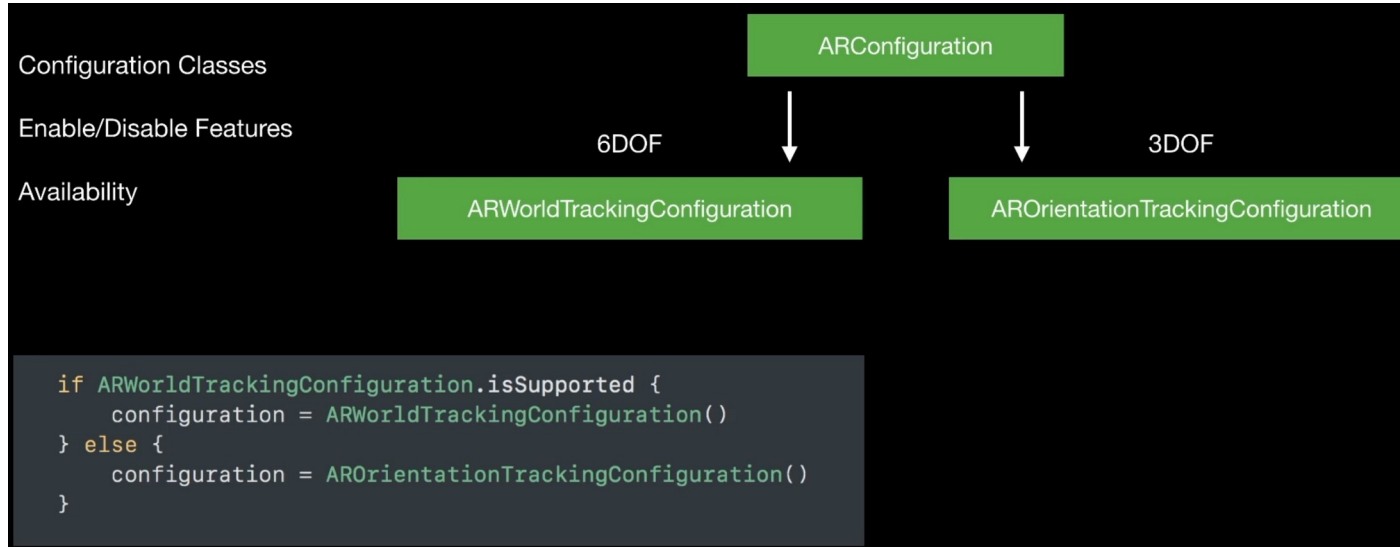 Configuration Classes
Enable/Disable Features
Availability
ARConfiguration
6DOF
3DOF
ARWorldTrackingConfiguration
AROrientationTrackingConfiguration
if ARWorldTrackingConfiguration.isSupported {
    configuration = ARWorldTrackingConfiguration()
} else {
    configuration = AROrientationTrackingConfiguration()
}